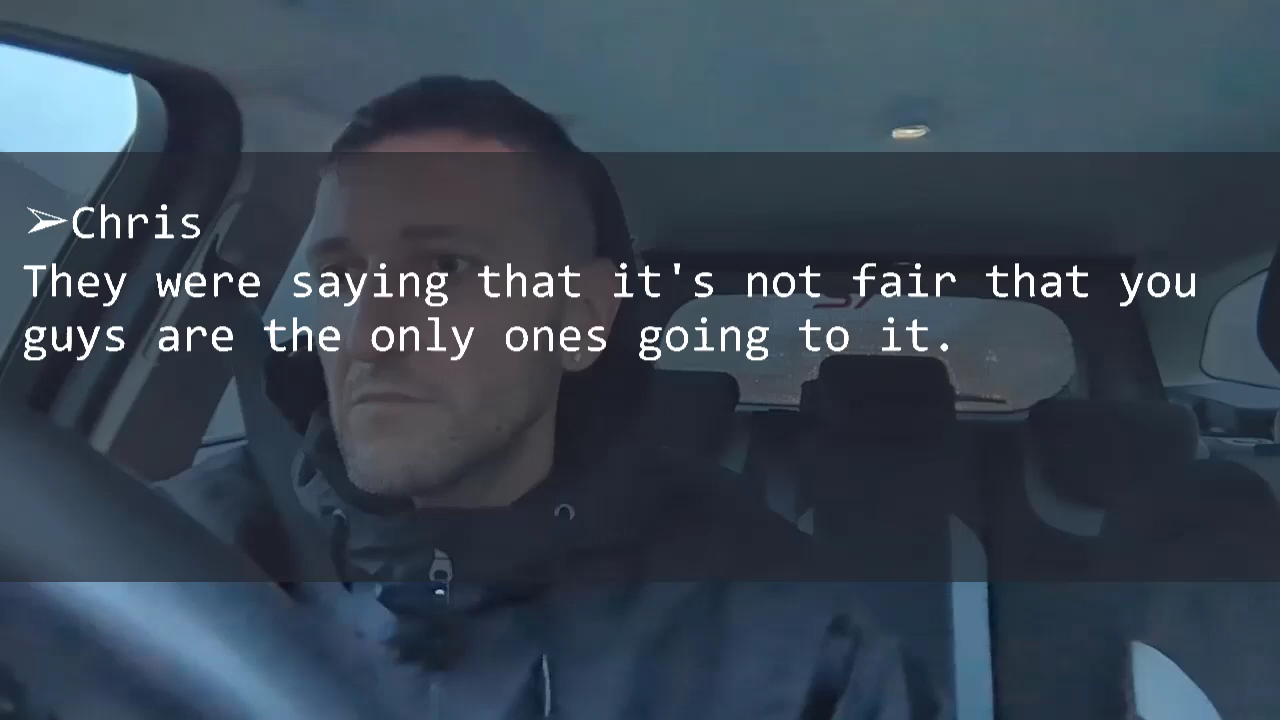 ➢Chris
They were saying that it's not fair that you
guys are the only ones going to it.